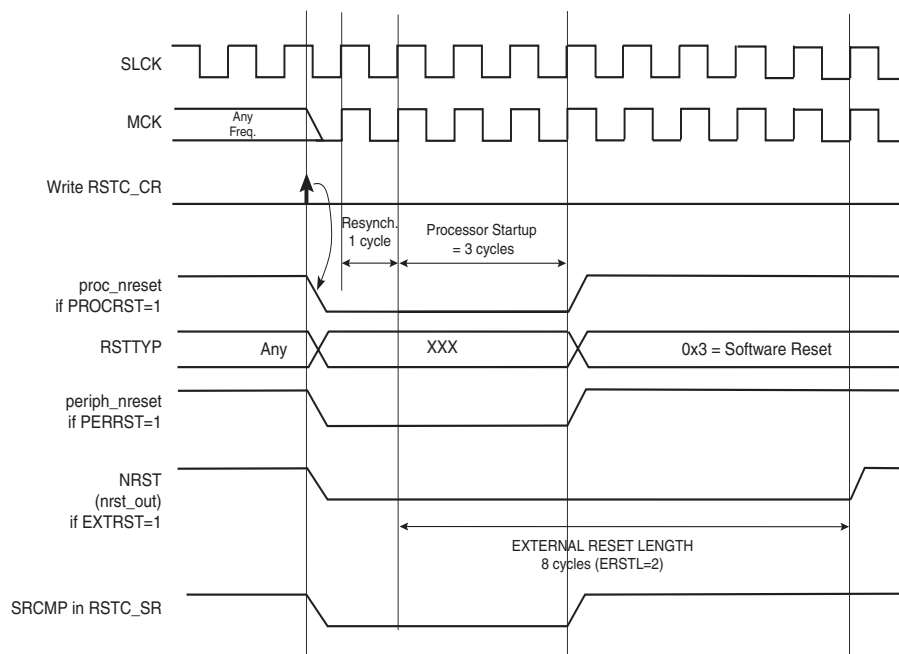 SLCK
MCK
Any
Freq.
Write RSTC_CR
Resynch.
1 cycle
Processor Startup
= 3 cycles
proc_nreset
if PROCRST=1
RSTTYP
Any
XXX
0x3 = Software Reset
periph_nreset
if PERRST=1
NRST
(nrst_out)
if EXTRST=1
EXTERNAL RESET LENGTH
8 cycles (ERSTL=2)
SRCMP in RSTC_SR